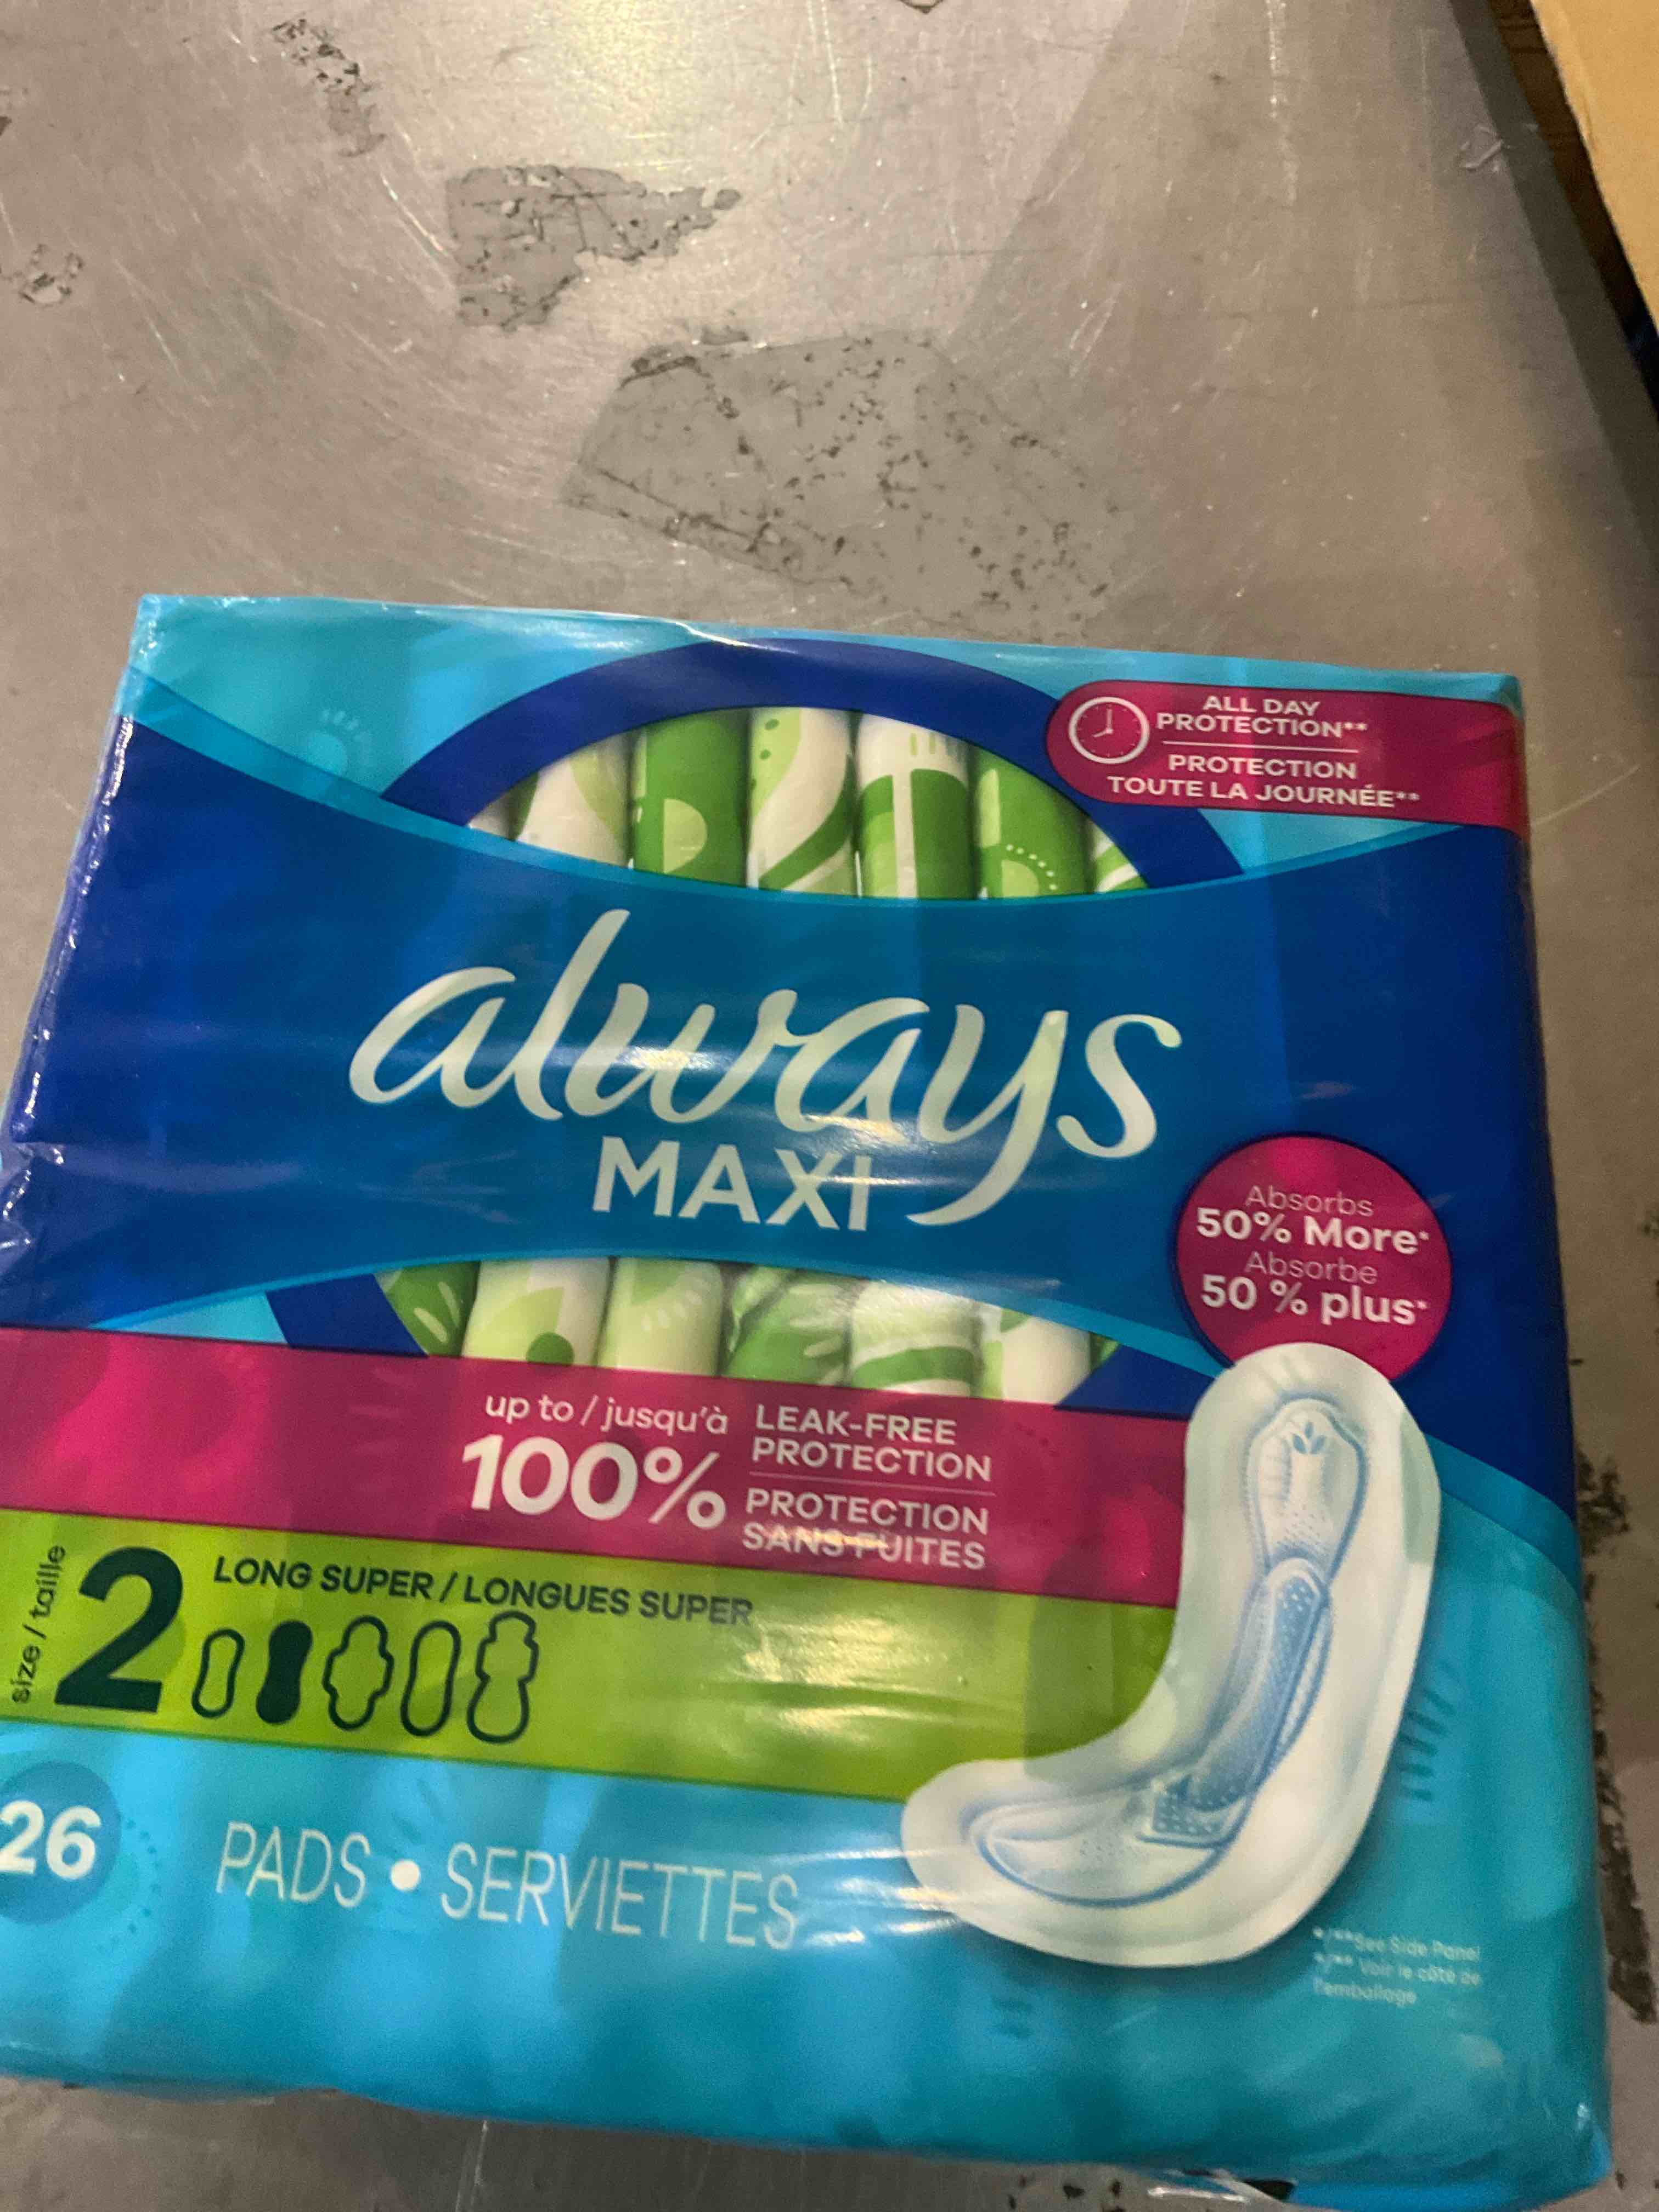 ALL DAY
PROTECTION**
PROTECTION
TOUTE LA JOURNÉE**
always
MAXI
Absorbs
50% More*
Absorbe
50 % plus*
up to / jusqu'à
100%
LEAK-FREE
PROTECTION
PROTECTION
SANS FUITES
size / taille
2
LONG SUPER / LONGUES SUPER
26
PADS • SERVIETTES
*/**See Side Panel
*/** Voir le côté de
l'emballage